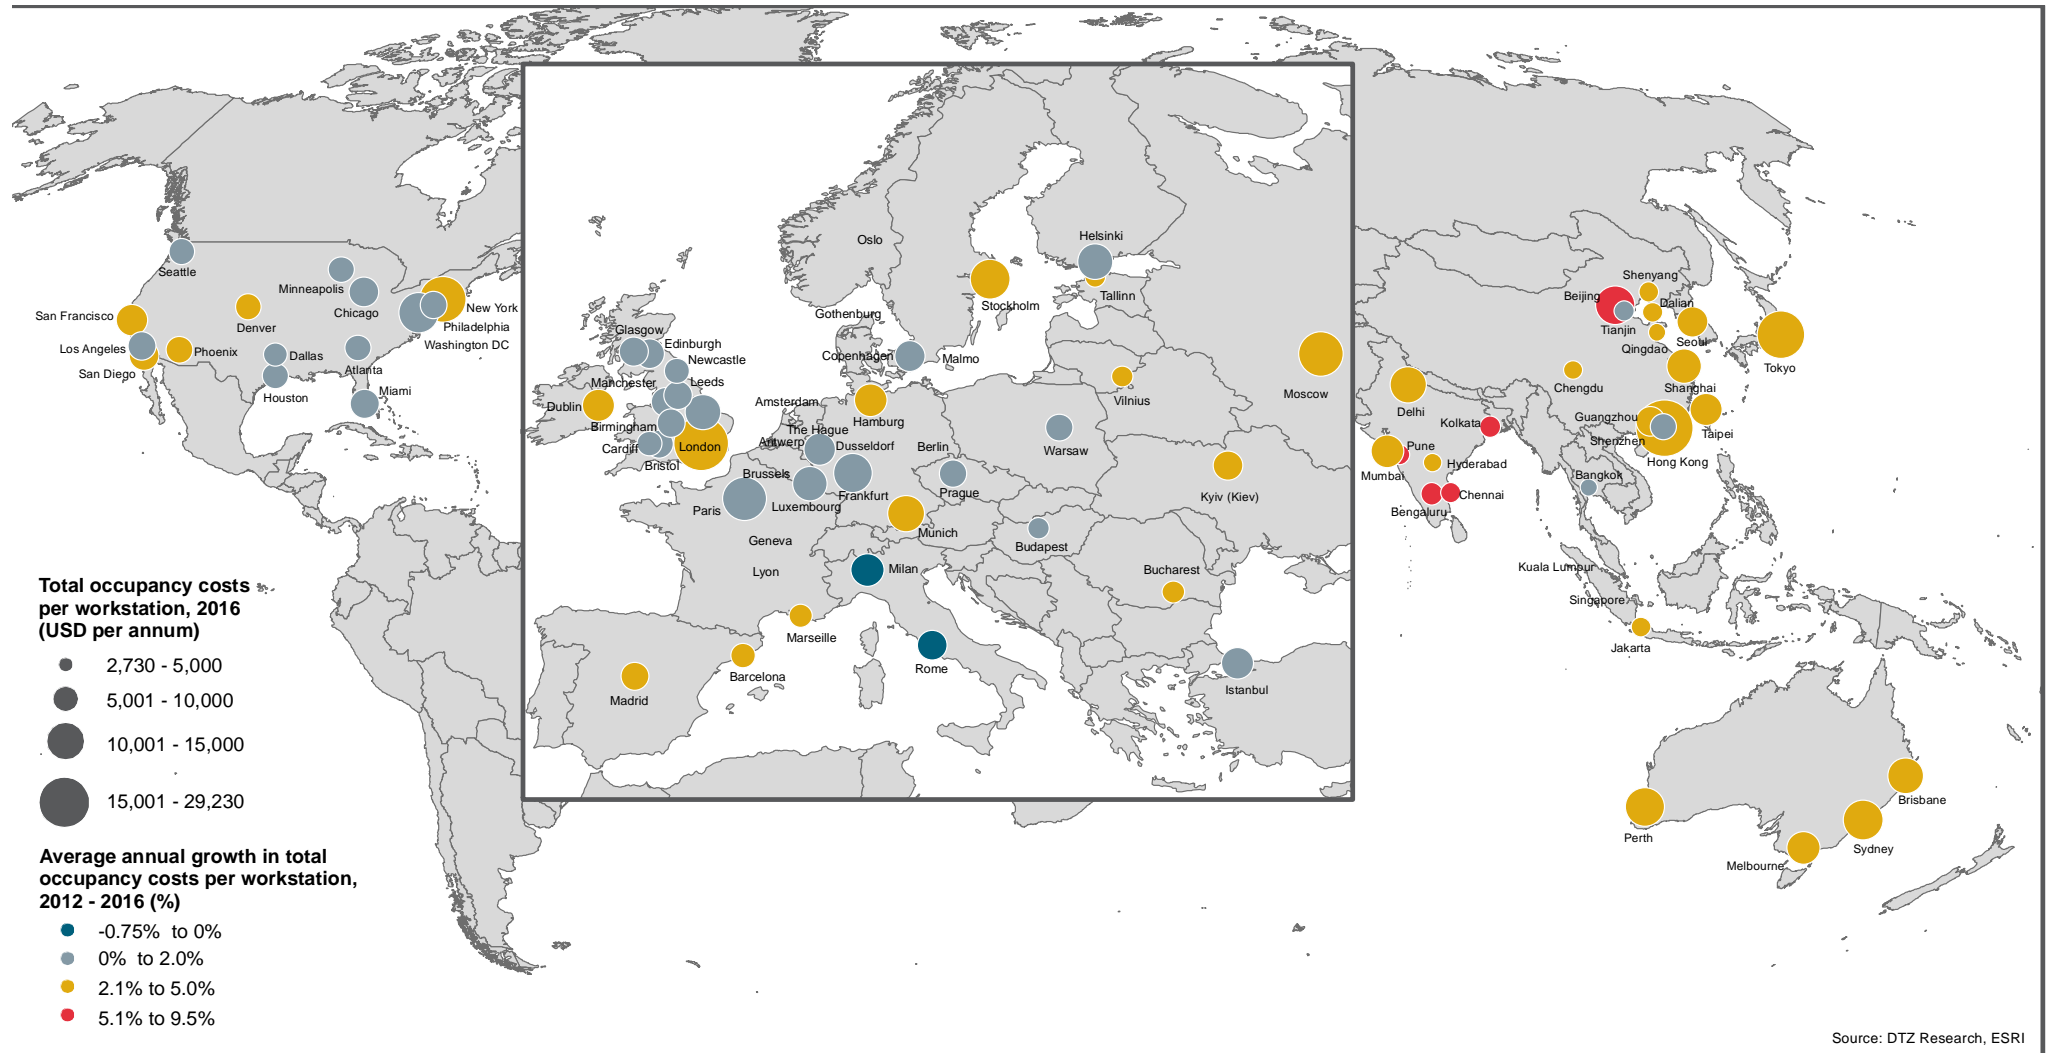 Seattle
Minneapolis
Chicago
San Francisco
Denver
New York
Philadelphia
Washington DC
Los Angeles
Phoenix
Dallas
Atlanta
San Diego
Houston
Miami
Oslo
Helsinki
Stockholm
Tallinn
Gothenburg
Glasgow
Edinburgh
Newcastle
Copenhagen
Malmo
Manchester
Leeds
Moscow
Dublin
Amsterdam
Hamburg
Vilnius
Birmingham
The Hague
Antwerp
Dusseldorf
Berlin
Warsaw
Cardiff
London
Bristol
Brussels
Frankfurt
Prague
Kyiv (Kiev)
Paris
Luxembourg
Munich
Geneva
Budapest
Lyon
Milan
Bucharest
Marseille
Rome
Barcelona
Madrid
Istanbul
Shenyang
Beijing
Dalian
Tianjin
Seoul
Qingdao
Tokyo
Chengdu
Shanghai
Delhi
Guangzhou
Kolkata
Taipei
Shenzhen
Pune
Hong Kong
Mumbai
Hyderabad
Bangkok
Chennai
Bengaluru
Kuala Lumpur
Singapore
Jakarta
Brisbane
Perth
Sydney
Melbourne
Total occupancy costs
per workstation, 2016
(USD per annum)
2,730 - 5,000
5,001 - 10,000
10,001 - 15,000
15,001 - 29,230
Average annual growth in total
occupancy costs per workstation,
2012 - 2016 (%)
-0.75% to 0%
0% to 2.0%
2.1% to 5.0%
5.1% to 9.5%
Source: DTZ Research, ESRI